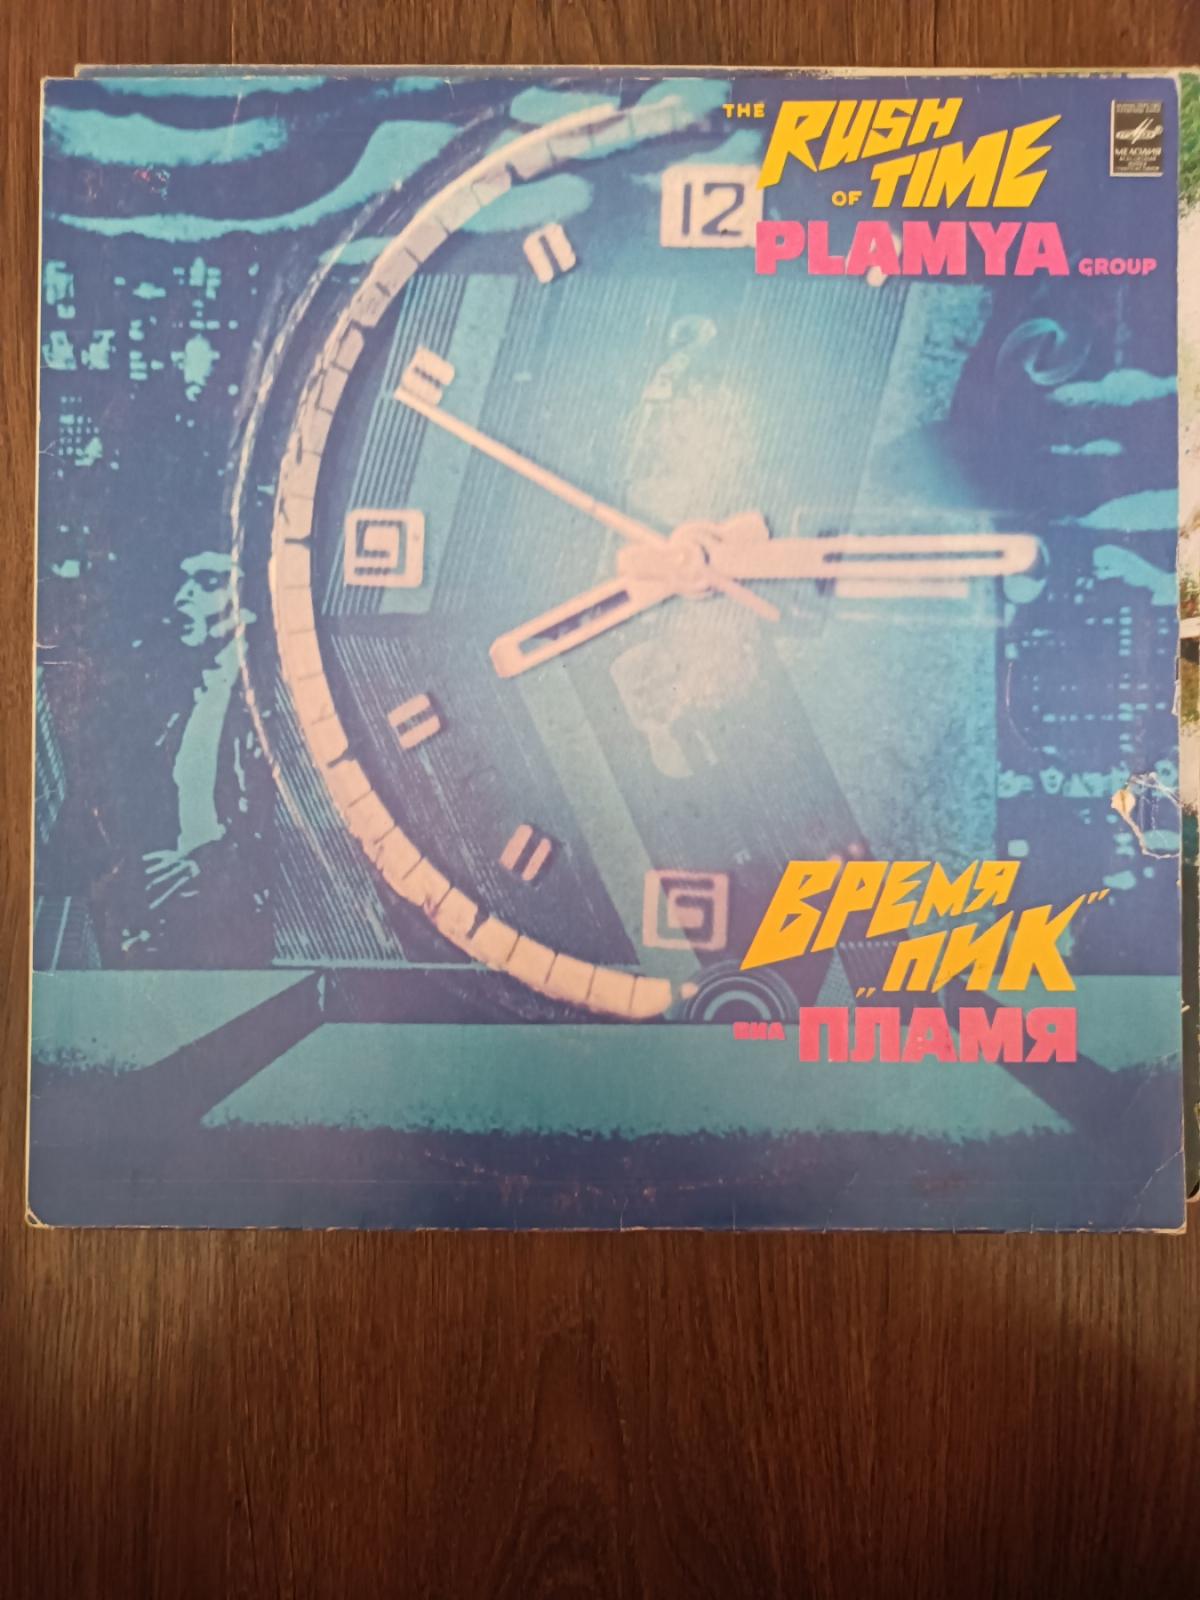 THE RUSH
OF TIME
PLAMYA GROUP
МЕЛОДИЯ
12
9
6
ВРЕМЯ
„ПИК”
ВИА ПЛАМЯ